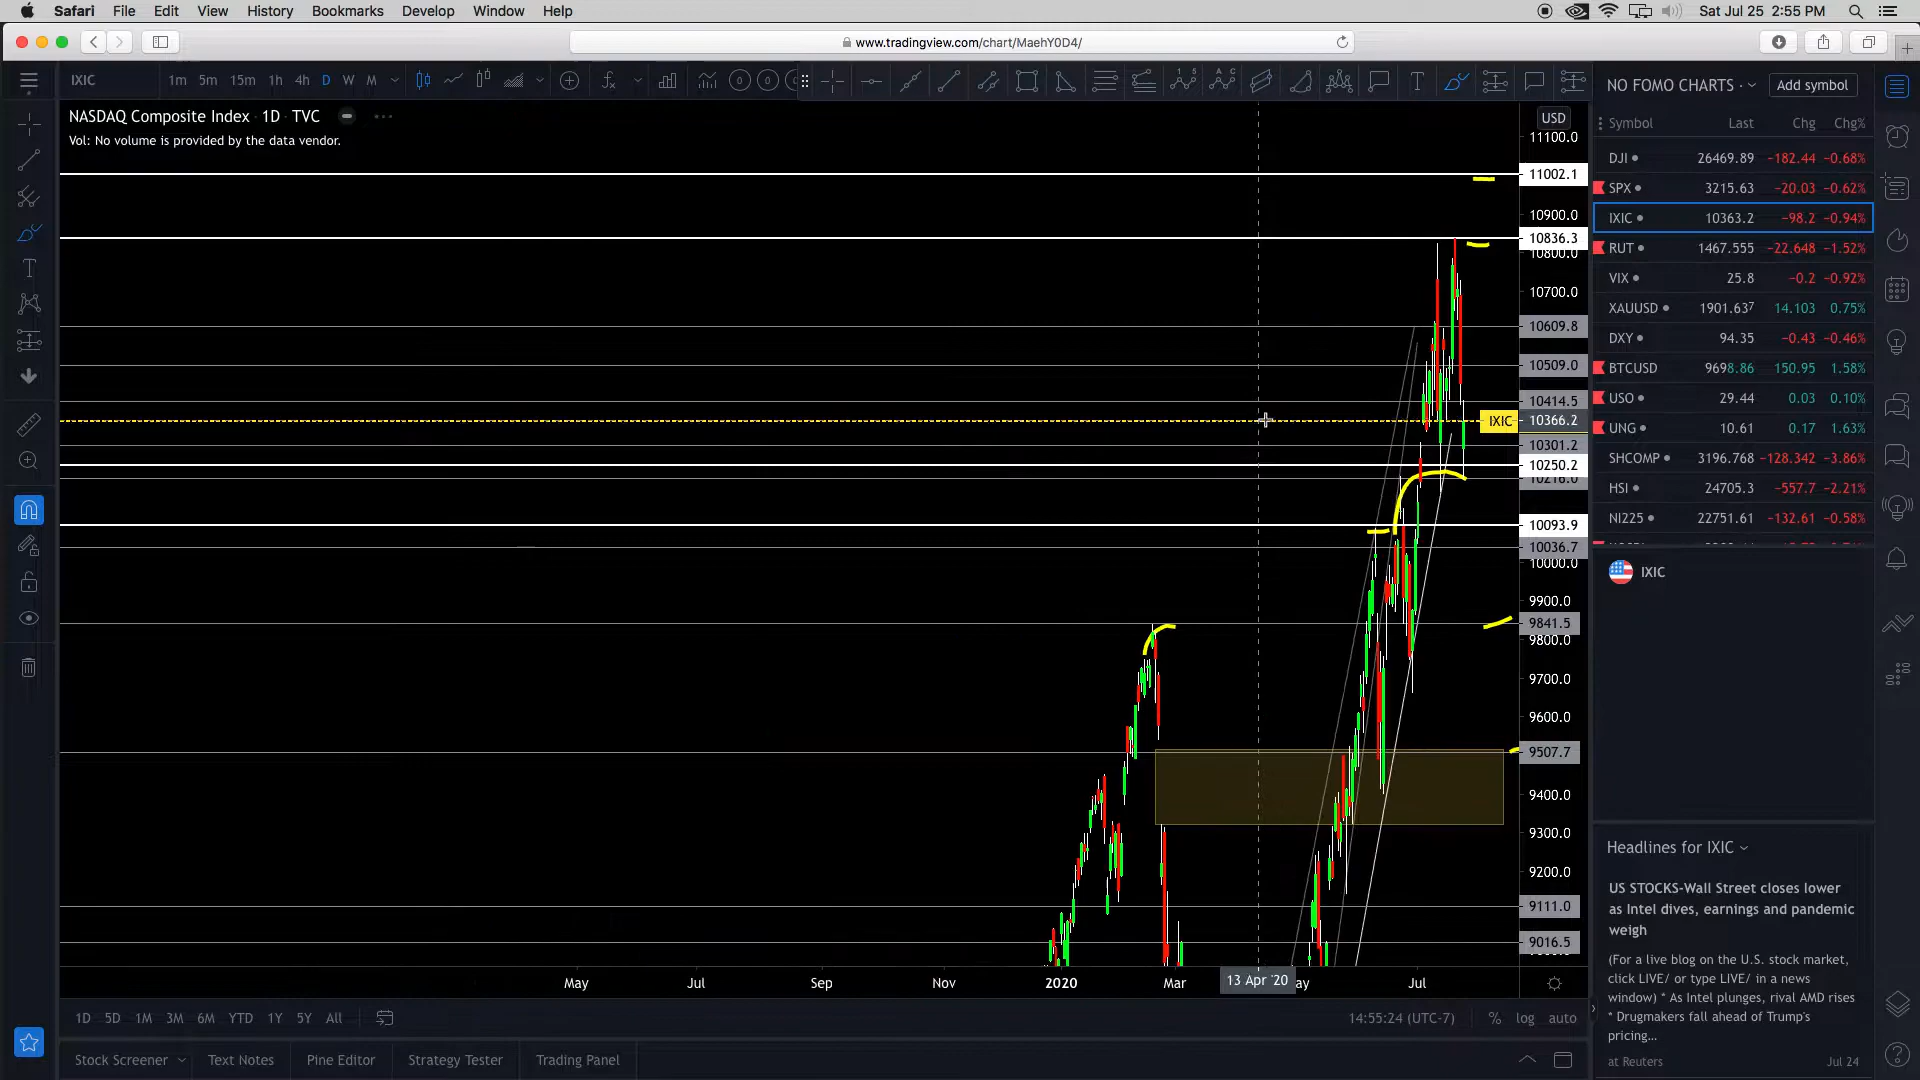 Safari File Edit View History Bookmarks Develop Window Help Sat Jul 25 2:55 PM
www.tradingview.com/chart/MaehY0D4/
IXIC 1m 5m 15m 1h 4h D W M
NO FOMO CHARTS · Add symbol
NASDAQ Composite Index · 1D · TVC
Vol: No volume is provided by the data vendor.
USD
11100.0
11002.1
10900.0
10836.3
10800.0
10700.0
10609.8
10509.0
10414.5
IXIC 10366.2
10301.2
10250.2
10216.0
10093.9
10036.7
10000.0
9900.0
9841.5
9800.0
9700.0
9600.0
9507.7
9400.0
9300.0
9200.0
9111.0
9016.5
May Jul Sep Nov 2020 Mar 13 Apr '20 ay Jul
1D 5D 1M 3M 6M YTD 1Y 5Y All 14:55:24 (UTC-7) % log auto
Stock Screener Text Notes Pine Editor Strategy Tester Trading Panel
Symbol Last Chg Chg%
DJI 26469.89 −182.44 −0.68%
SPX 3215.63 −20.03 −0.62%
IXIC 10363.2 −98.2 −0.94%
RUT 1467.555 −22.648 −1.52%
VIX 25.8 −0.2 −0.92%
XAUUSD 1901.637 14.103 0.75%
DXY 94.35 −0.43 −0.46%
BTCUSD 9698.86 150.95 1.58%
USO 29.44 0.03 0.10%
UNG 10.61 0.17 1.63%
SHCOMP 3196.768 −128.342 −3.86%
HSI 24705.3 −557.7 −2.21%
NI225 22751.61 −132.61 −0.58%
IXIC
Headlines for IXIC
US STOCKS-Wall Street closes lower
as Intel dives, earnings and pandemic
weigh
(For a live blog on the U.S. stock market,
click LIVE/ or type LIVE/ in a news
window) * As Intel plunges, rival AMD rises
* Drugmakers fall ahead of Trump's
pricing...
at Reuters Jul 24